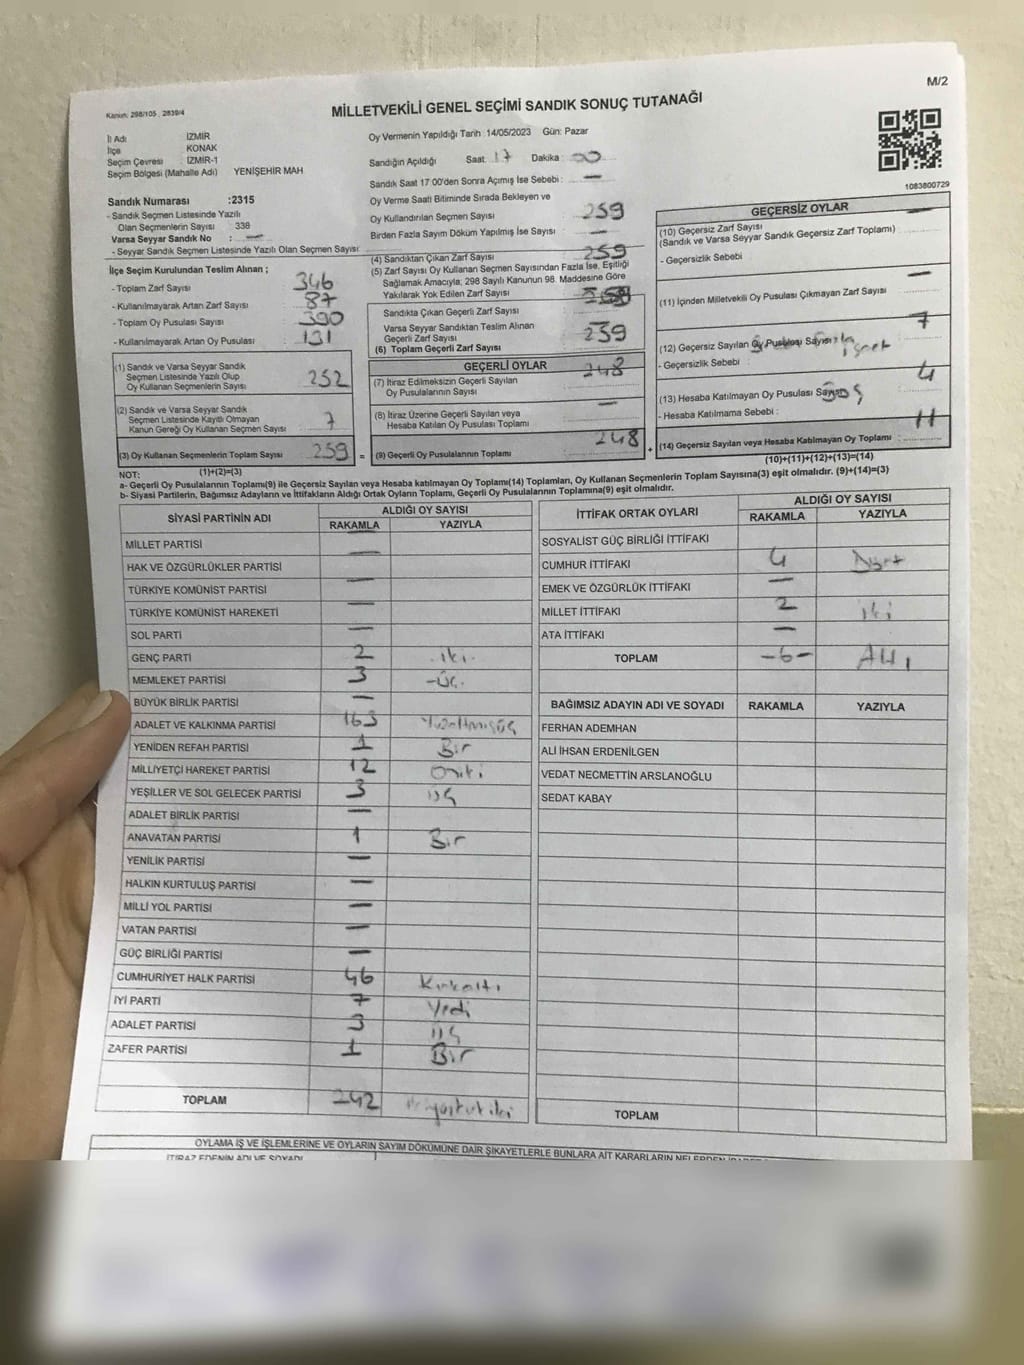 M/2
Kanun: 298/105 , 2839/4
MİLLETVEKİLİ GENEL SEÇİMİ SANDIK SONUÇ TUTANAĞI
İl Adı İZMİR
İlçe KONAK
Seçim Çevresi İZMİR-1
Seçim Bölgesi (Mahalle Adı) YENİŞEHİR MAH
Oy Vermenin Yapıldığı Tarih :14/05/2023 Gün: Pazar
Sandığın Açıldığı Saat: 17 Dakika : 00
Sandık Saat 17:00'den Sonra Açımış İse Sebebi : —
1083800729
Sandık Numarası :2315
- Sandık Seçmen Listesinde Yazılı
Olan Seçmenlerin Sayısı : 338
Varsa Seyyar Sandık No : —
- Seyyar Sandık Seçmen Listesinde Yazılı Olan Seçmen Sayısı:
Oy Verme Saati Bitiminde Sırada Bekleyen ve
Oy Kullandırılan Seçmen Sayısı : 259
Birden Fazla Sayım Döküm Yapılmış İse Sayısı : —
İlçe Seçim Kurulundan Teslim Alınan ;
- Toplam Zarf Sayısı : 346
- Kullanılmayarak Artan Zarf Sayısı : 87
- Toplam Oy Pusulası Sayısı : 390
- Kullanılmayarak Artan Oy Pusulası : 131
(4) Sandıktan Çıkan Zarf Sayısı : 259
(5) Zarf Sayısı Oy Kullanan Seçmen Sayısından Fazla İse, Eşitliği
Sağlamak Amacıyla; 298 Sayılı Kanunun 98. Maddesine Göre
Yakılarak Yok Edilen Zarf Sayısı :
Sandıkta Çıkan Geçerli Zarf Sayısı : —
Varsa Seyyar Sandıktan Teslim Alınan
Geçerli Zarf Sayısı
(6) Toplam Geçerli Zarf Sayısı : 259
GEÇERSİZ OYLAR
(10) Geçersiz Zarf Sayısı : —
(Sandık ve Varsa Seyyar Sandık Geçersiz Zarf Toplamı)
- Geçersizlik Sebebi
(11) İçinden Milletvekili Oy Pusulası Çıkmayan Zarf Sayısı : —
(12) Geçersiz Sayılan Oy Pusulası Sayısı : 7
- Geçersizlik Sebebi :
(13) Hesaba Katılmayan Oy Pusulası Sayısı : 4
- Hesaba Katılmama Sebebi : Boş
(14) Geçersiz Sayılan veya Hesaba Katılmayan Oy Toplamı : 11
(10)+(11)+(12)+(13)=(14)
(1) Sandık ve Varsa Seyyar Sandık
Seçmen Listesinde Yazılı Olup
Oy Kullanan Seçmenlerin Sayısı : 252
(2) Sandık ve Varsa Seyyar Sandık
Seçmen Listesinde Kayıtlı Olmayan
Kanun Gereği Oy Kullanan Seçmen Sayısı : 7
(3) Oy Kullanan Seçmenlerin Toplam Sayısı : 259 =
(1)+(2)=(3)
GEÇERLİ OYLAR
(7) İtiraz Edilmeksizin Geçerli Sayılan
Oy Pusulalarının Sayısı : 248
(8) İtiraz Üzerine Geçerli Sayılan veya
Hesaba Katılan Oy Pusulası Toplamı : —
(9) Geçerli Oy Pusulalarının Toplamı : 248 +
NOT:
a- Geçerli Oy Pusulalarının Toplamı(9) ile Geçersiz Sayılan veya Hesaba katılmayan Oy Toplamı(14) Toplamları, Oy Kullanan Seçmenlerin Toplam Sayısına(3) eşit olmalıdır. (9)+(14)=(3)
b- Siyasi Partilerin, Bağımsız Adayların ve İttifakların Aldığı Ortak Oyların Toplamı, Geçerli Oy Pusulalarının Toplamına(9) eşit olmalıdır.
SİYASİ PARTİNİN ADI ALDIĞI OY SAYISI
RAKAMLA YAZIYLA
MİLLET PARTİSİ —
HAK VE ÖZGÜRLÜKLER PARTİSİ —
TÜRKİYE KOMÜNİST PARTİSİ —
TÜRKİYE KOMÜNİST HAREKETİ —
SOL PARTİ —
GENÇ PARTİ 2 iki
MEMLEKET PARTİSİ 3 -üç.
BÜYÜK BİRLİK PARTİSİ —
ADALET VE KALKINMA PARTİSİ 163 Yüzaltmışüç
YENİDEN REFAH PARTİSİ 1 Bir
MİLLİYETÇİ HAREKET PARTİSİ 12 Oniki
YEŞİLLER VE SOL GELECEK PARTİSİ 3 üç
ADALET BİRLİK PARTİSİ —
ANAVATAN PARTİSİ 1 Bir
YENİLİK PARTİSİ —
HALKIN KURTULUŞ PARTİSİ —
MİLLİ YOL PARTİSİ —
VATAN PARTİSİ —
GÜÇ BİRLİĞİ PARTİSİ —
CUMHURİYET HALK PARTİSİ 46 Kırkaltı
İYİ PARTİ 7 Yedi
ADALET PARTİSİ 3 üç
ZAFER PARTİSİ 1 Bir
TOPLAM 242
İTTİFAK ORTAK OYLARI ALDIĞI OY SAYISI
RAKAMLA YAZIYLA
SOSYALİST GÜÇ BİRLİĞİ İTTİFAKI
CUMHUR İTTİFAKI 4 Dört
EMEK VE ÖZGÜRLÜK İTTİFAKI —
MİLLET İTTİFAKI 2 iki
ATA İTTİFAKI —
TOPLAM -6- Altı
BAĞIMSIZ ADAYIN ADI VE SOYADI RAKAMLA YAZIYLA
FERHAN ADEMHAN
ALİ İHSAN ERDENİLGEN
VEDAT NECMETTİN ARSLANOĞLU
SEDAT KABAY
TOPLAM
OYLAMA İŞ VE İŞLEMLERİNE VE OYLARIN SAYIM DÖKÜMÜNE DAİR ŞİKAYETLERLE BUNLARA AİT KARARLARIN
İTİRAZ EDENİN ADI VE SOYADI